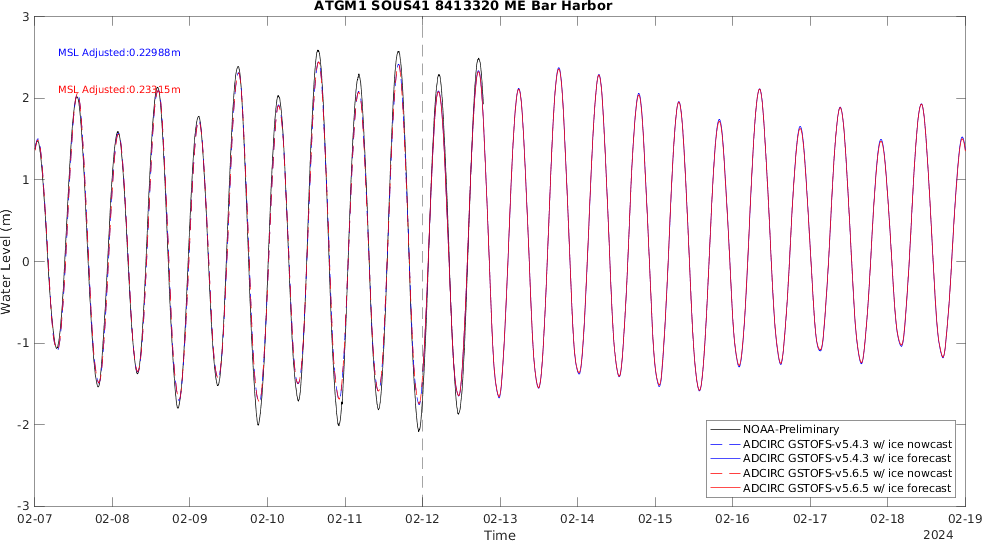 ATGM1 SOUS41 8413320 ME Bar Harbor
3
2
1
0
-1
-2
-3
Water Level (m)
MSL Adjusted:0.22988m
MSL Adjusted:0.23315m
NOAA-Preliminary
ADCIRC GSTOFS-v5.4.3 w/ ice nowcast
ADCIRC GSTOFS-v5.4.3 w/ ice forecast
ADCIRC GSTOFS-v5.6.5 w/ ice nowcast
ADCIRC GSTOFS-v5.6.5 w/ ice forecast
02-07 02-08 02-09 02-10 02-11 02-12 02-13 02-14 02-15 02-16 02-17 02-18 02-19
Time
2024